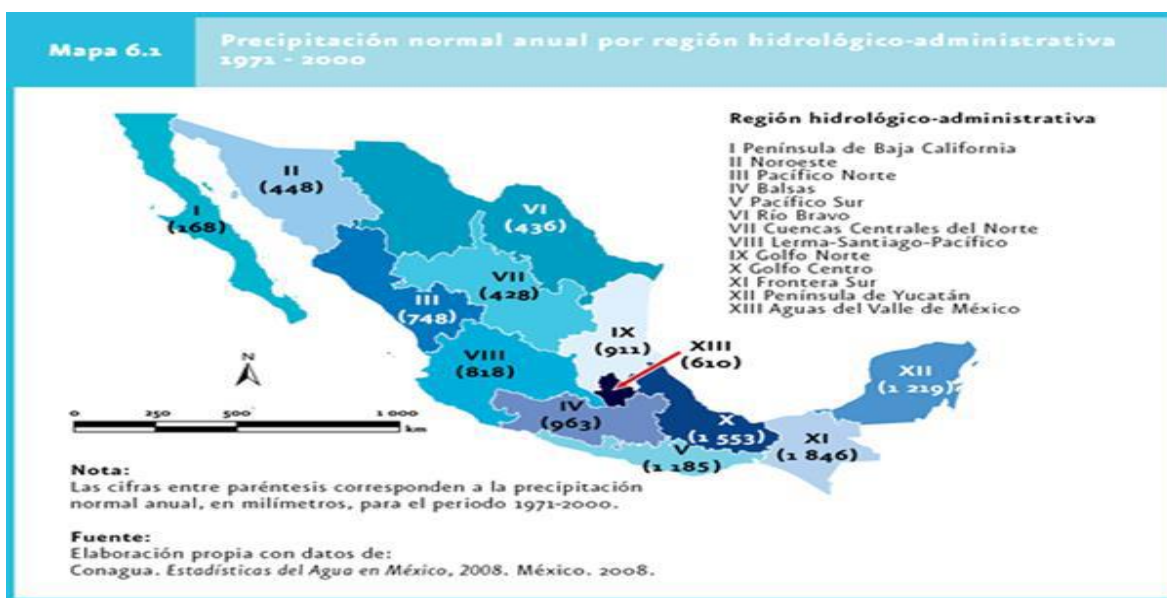 Mapa 6.1
Precipitación normal anual por región hidrológico-administrativa
1971 - 2000
Región hidrológico-administrativa
I Península de Baja California
II Noroeste
III Pacífico Norte
IV Balsas
V Pacífico Sur
VI Río Bravo
VII Cuencas Centrales del Norte
VIII Lerma-Santiago-Pacífico
IX Golfo Norte
X Golfo Centro
XI Frontera Sur
XII Península de Yucatán
XIII Aguas del Valle de México
II
(448)
I
(168)
VI
(436)
VII
(428)
III
(748)
IX
(911)
XIII
(610)
VIII
(818)
XII
(1 219)
IV
(963)
X
(1 553)
XI
(1 846)
V
(1 185)
N
0 250 500 1 000
km
Nota:
Las cifras entre paréntesis corresponden a la precipitación
normal anual, en milímetros, para el periodo 1971-2000.
Fuente:
Elaboración propia con datos de:
Conagua. Estadísticas del Agua en México, 2008. México. 2008.